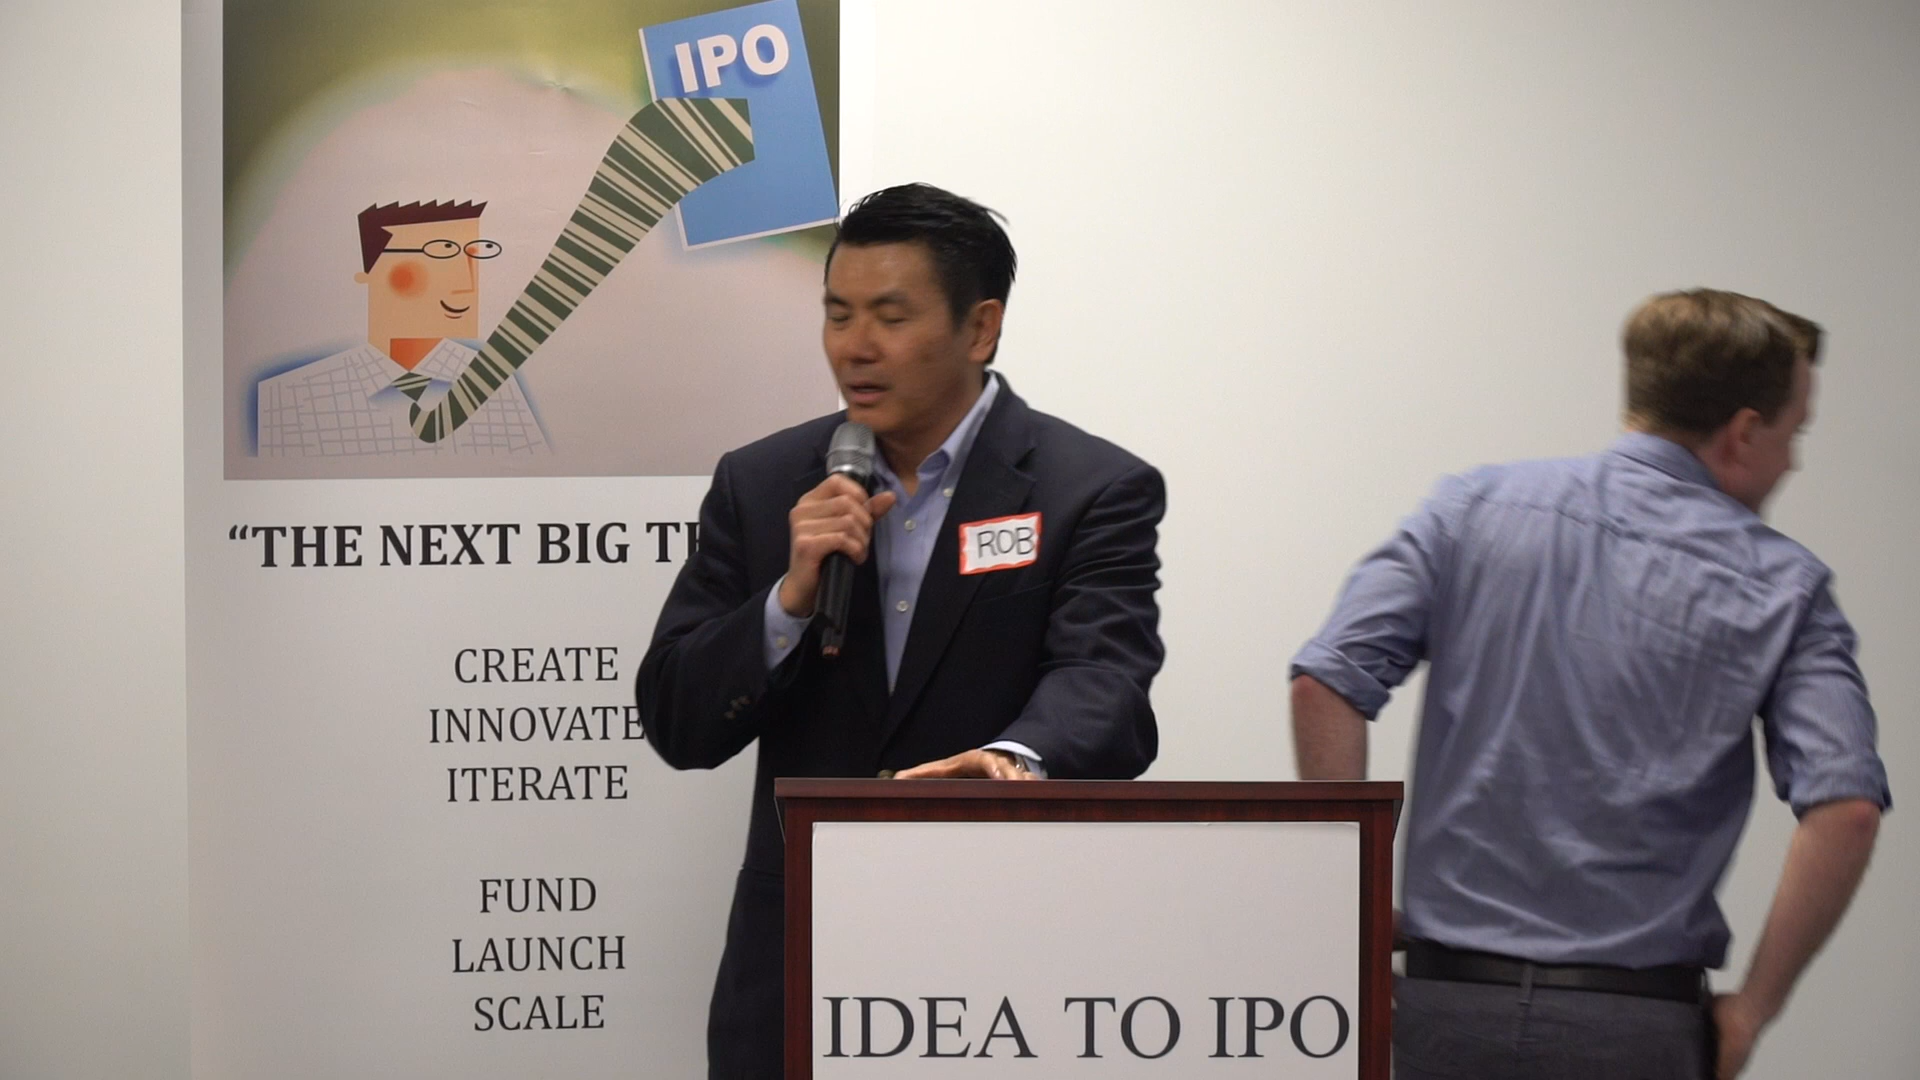 IPO
"THE NEXT BIG
CREATE
INNOVATE
ITERATE
FUND
LAUNCH
SCALE
ROB
IDEA TO IPO